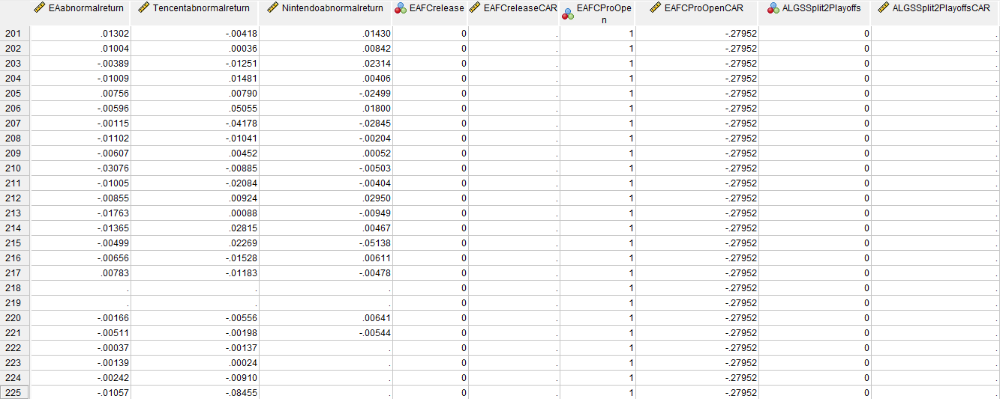 EAabnormalreturn Tencentabnormalreturn Nintendoabnormalreturn EAFCrelease EAFCreleaseCAR EAFCProOpe
n EAFCProOpenCAR ALGSSplit2Playoffs ALGSSplit2PlayoffsCAR
201 .01302 -.00418 .01430 0 . 1 -.27952 0 .
202 .01004 .00036 .00842 0 . 1 -.27952 0 .
203 -.00389 -.01251 .02314 0 . 1 -.27952 0 .
204 -.01009 .01481 .00406 0 . 1 -.27952 0 .
205 .00756 .00790 -.02499 0 . 1 -.27952 0 .
206 -.00596 .05055 .01800 0 . 1 -.27952 0 .
207 -.00115 -.04178 -.02845 0 . 1 -.27952 0 .
208 -.01102 -.01041 -.00204 0 . 1 -.27952 0 .
209 -.00607 .00452 .00052 0 . 1 -.27952 0 .
210 -.03076 -.00885 -.00503 0 . 1 -.27952 0 .
211 -.01005 -.02084 -.00404 0 . 1 -.27952 0 .
212 -.00855 .00924 .02950 0 . 1 -.27952 0 .
213 -.01763 .00088 -.00949 0 . 1 -.27952 0 .
214 -.01365 .02815 .00467 0 . 1 -.27952 0 .
215 -.00499 .02269 -.05138 0 . 1 -.27952 0 .
216 -.00656 -.01528 .00611 0 . 1 -.27952 0 .
217 .00783 -.01183 -.00478 0 . 1 -.27952 0 .
218 . . . 0 . 1 -.27952 0 .
219 . . . 0 . 1 -.27952 0 .
220 -.00166 -.00556 .00641 0 . 1 -.27952 0 .
221 -.00511 -.00198 -.00544 0 . 1 -.27952 0 .
222 -.00037 -.00137 . 0 . 1 -.27952 0 .
223 -.00139 .00024 . 0 . 1 -.27952 0 .
224 -.00242 -.00910 . 0 . 1 -.27952 0 .
225 -.01057 -.08455 . 0 . 1 -.27952 0 .